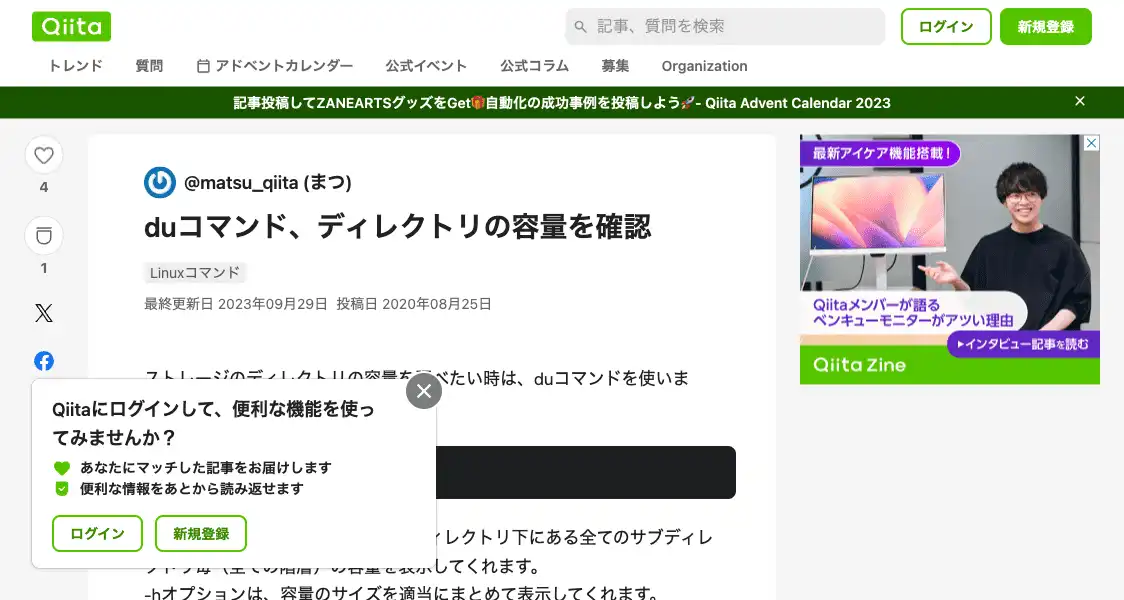 Qiita
記事、質問を検索
ログイン
新規登録
トレンド
質問
アドベントカレンダー
公式イベント
公式コラム
募集
Organization
記事投稿してZANEARTSグッズをGet🎁自動化の成功事例を投稿しよう🚀- Qiita Advent Calendar 2023
4
1
@matsu_qiita (まつ)
duコマンド、ディレクトリの容量を確認
Linuxコマンド
最終更新日 2023年09月29日 投稿日 2020年08月25日
ストレージのディレクトリの容量を調べたい時は、duコマンドを使いま
ィレクトリ下にある全てのサブディレ
クトリ毎（全ての階層）の容量を表示してくれます。
-hオプションは、容量のサイズを適当にまとめて表示してくれます。
Qiitaにログインして、便利な機能を使っ
てみませんか？
あなたにマッチした記事をお届けします
便利な情報をあとから読み返せます
ログイン
新規登録
最新アイケア機能搭載！
Qiitaメンバーが語る
ベンキューモニターがアツい理由
▶インタビュー記事を読む
Qiita Zine